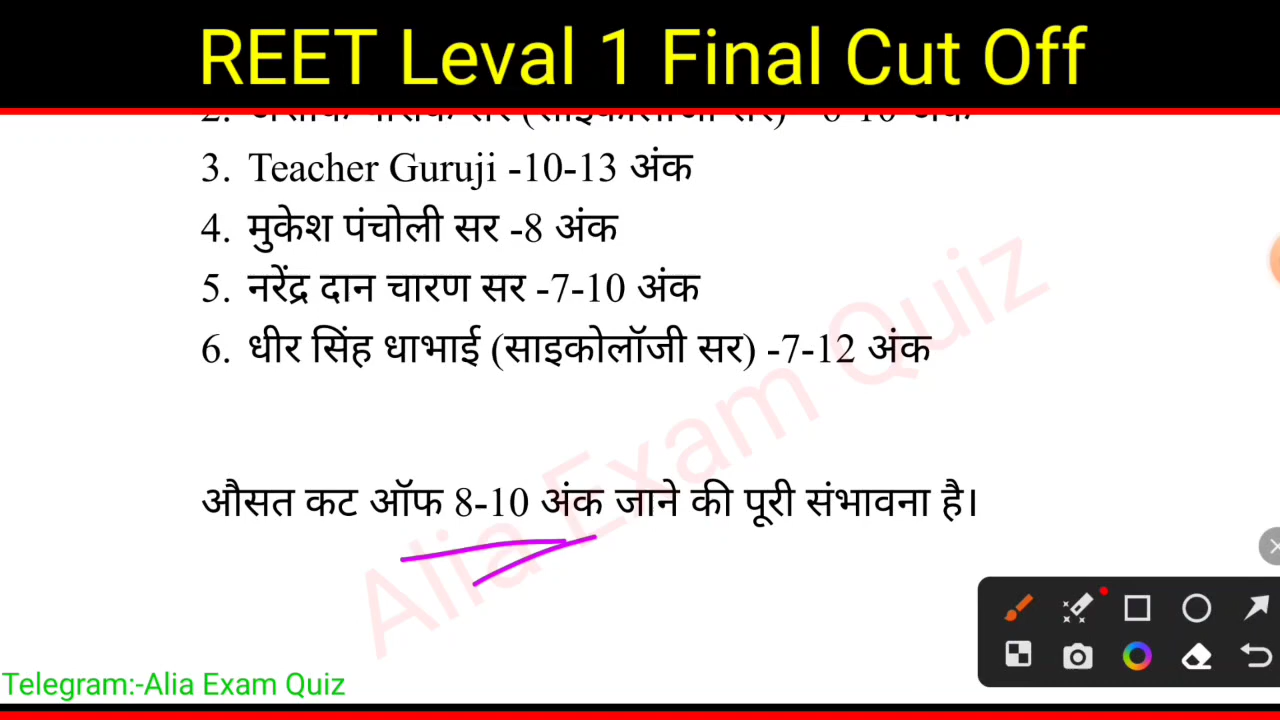 REET Leval 1 Final Cut Off
3. Teacher Guruji -10-13 अंक
4. मुकेश पंचोली सर -8 अंक
5. नरेंद्र दान चारण सर -7-10 अंक
6. धीर सिंह धाभाई (साइकोलॉजी सर) -7-12 अंक
औसत कट ऑफ 8-10 अंक जाने की पूरी संभावना है।
Alia Exam Quiz
Telegram:-Alia Exam Quiz